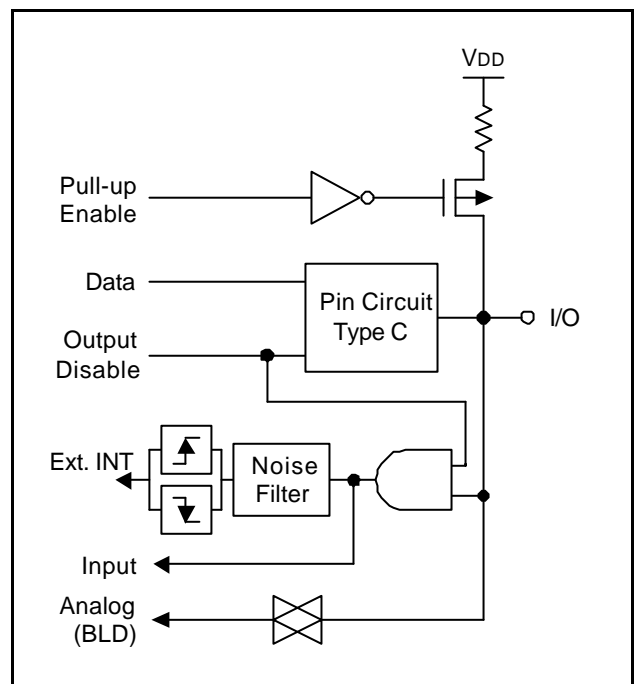 VDD
Pull-up
Enable
Data
Pin Circuit
Type C
I/O
Output
Disable
Ext. INT
Noise
Filter
Input
Analog
(BLD)